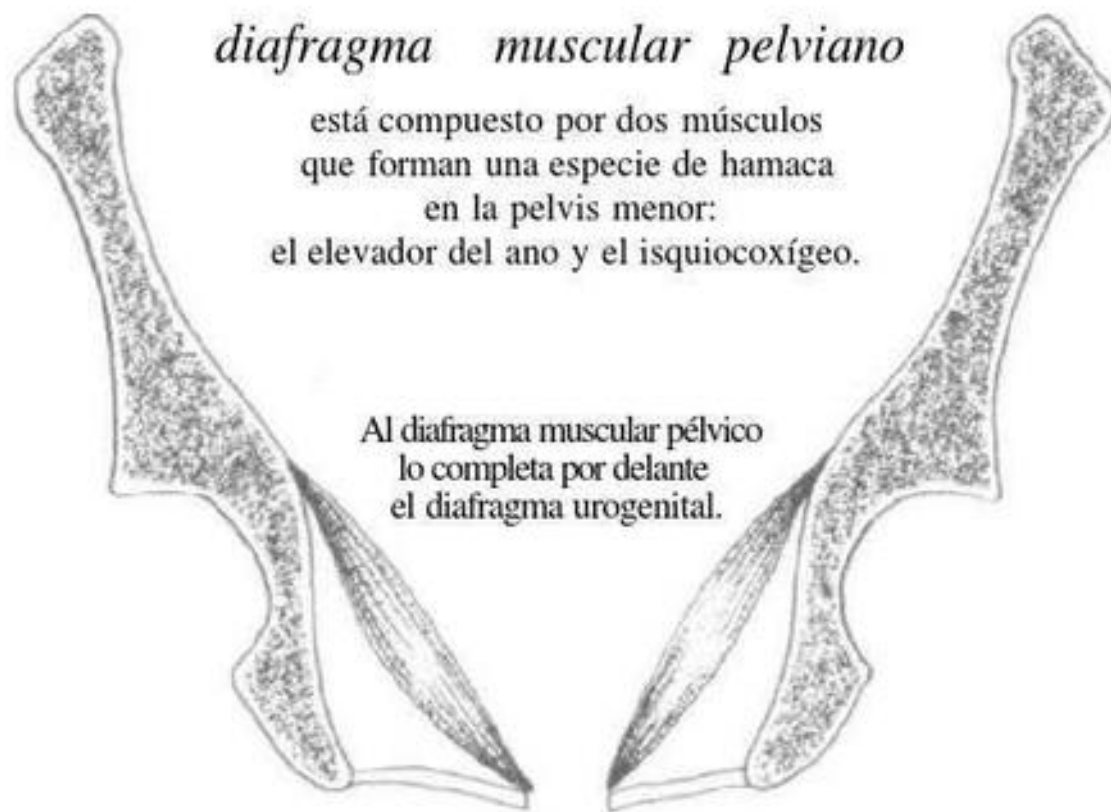 diafragma muscular pelviano
está compuesto por dos músculos
que forman una especie de hamaca
en la pelvis menor:
el elevador del ano y el isquiocoxígeo.
Al diafragma muscular pélvico
lo completa por delante
el diafragma urogenital.